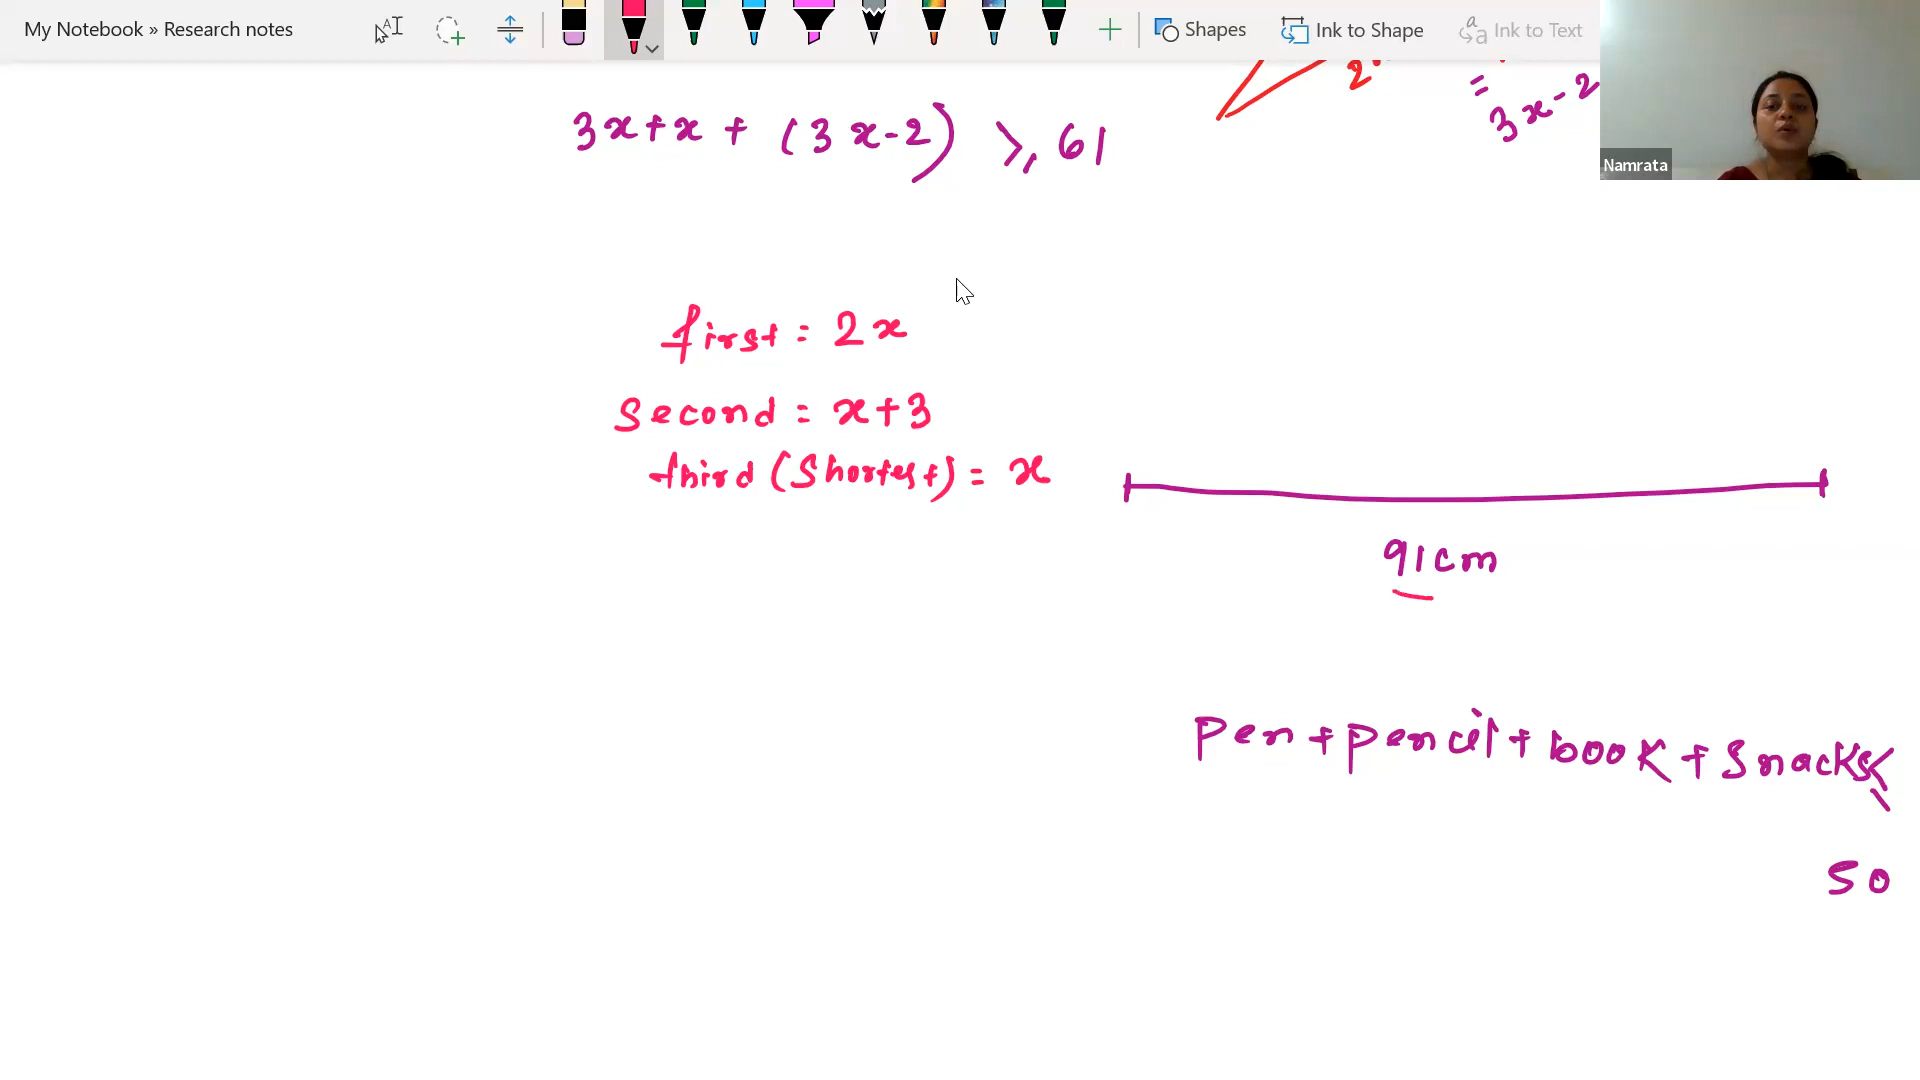 My Notebook » Research notes
Shapes
Ink to Shape
Ink to Text
Namrata
=
3x-2
3x+x + (3x-2) ⩾ 61
first = 2x
Second = x+3
third (Shortest) = x
91cm
Pen + pencil + book + Snacks ⩽
50